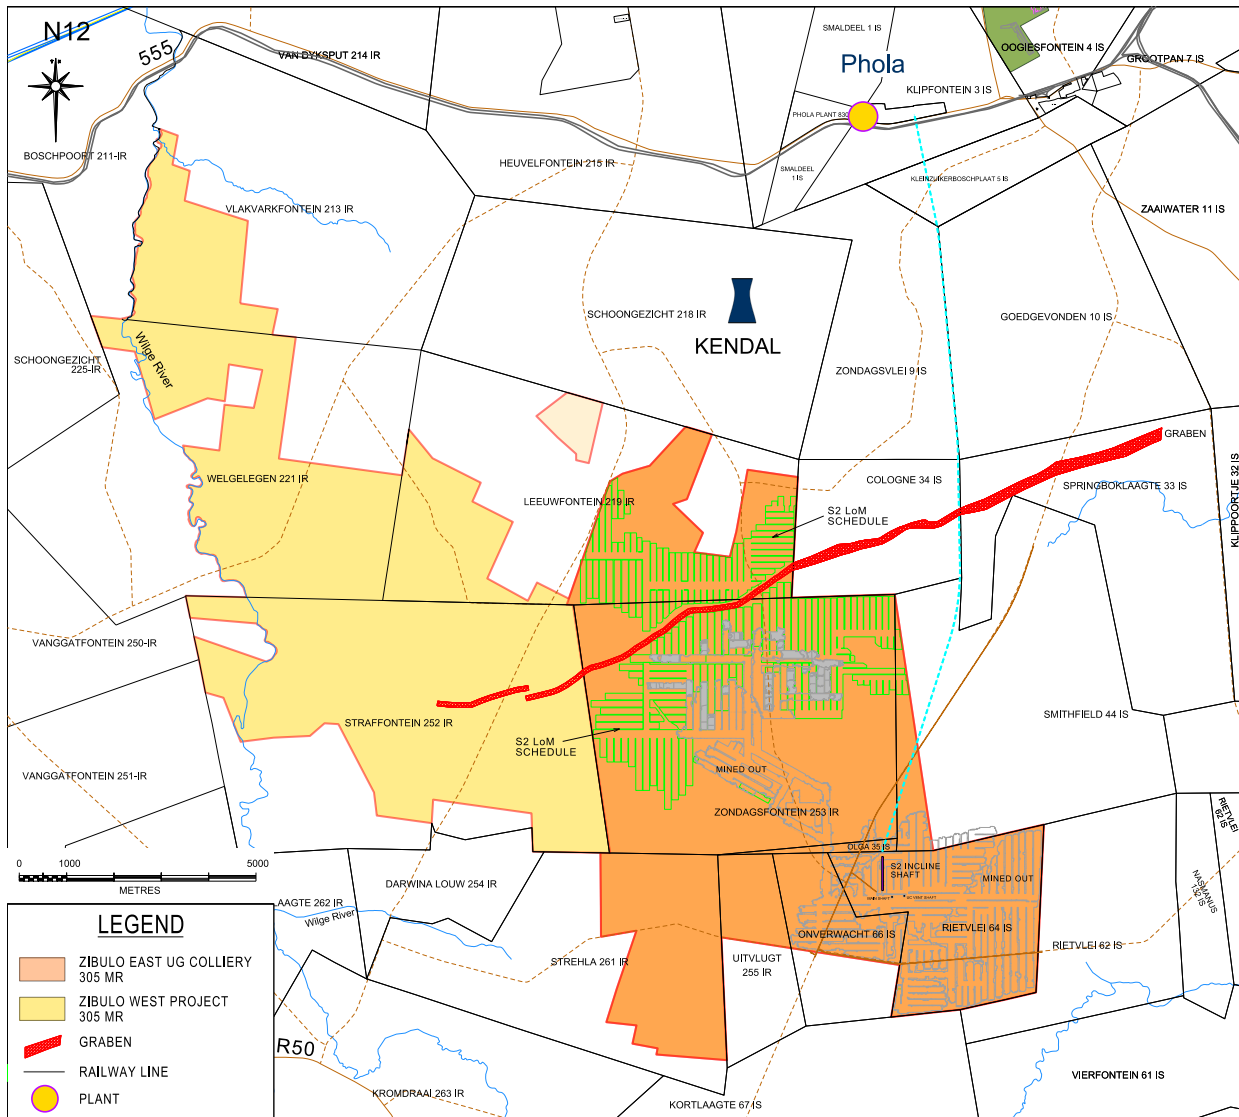 N12
555
VAN DYKSPUT 214 IR
SMALDEEL 1 IS
OOGIESFONTEIN 4 IS
GROOTPAN 7 IS
Phola
KLIPFONTEIN 3 IS
PHOLA PLANT 830
BOSCHPOORT 211-IR
HEUVELFONTEIN 215 IR
SMALDEEL
1 IS
KLEINZUIKERBOSCHPLAAT 5 IS
VLAKVARKFONTEIN 213 IR
ZAAIWATER 11 IS
SCHOONGEZICHT 218 IR
GOEDGEVONDEN 10 IS
KENDAL
SCHOONGEZICHT
225-IR
Wilge River
ZONDAGSVLEI 9 IS
GRABEN
WELGELEGEN 221 IR
LEEUWFONTEIN 219 IR
COLOGNE 34 IS
SPRINGBOKLAAGTE 33 IS
KLIPPOORTJE 32 IS
S2 LoM
SCHEDULE
VANGGATFONTEIN 250-IR
STRAFFONTEIN 252 IR
SMITHFIELD 44 IS
S2 LoM
SCHEDULE
VANGGATFONTEIN 251-IR
MINED OUT
ZONDAGSFONTEIN 253 IR
RIETVLEI
62 IS
OLGA 35 IS
0 1000 5000
METRES
S2 INCLINE
SHAFT
MINED OUT
DARWINA LOUW 254 IR
NASMANUS
132 IS
LAAGTE 262 IR
Wilge River
ONVERWACHT 66 IS
RIETVLEI 64 IS
RIETVLEI 62 IS
STREHLA 261 IR
UITVLUGT
255 IR
LEGEND
ZIBULO EAST UG COLLIERY
305 MR
ZIBULO WEST PROJECT
305 MR
GRABEN
RAILWAY LINE
PLANT
R50
KROMDRAAI 263 IR
KORTLAAGTE 67 IS
VIERFONTEIN 61 IS